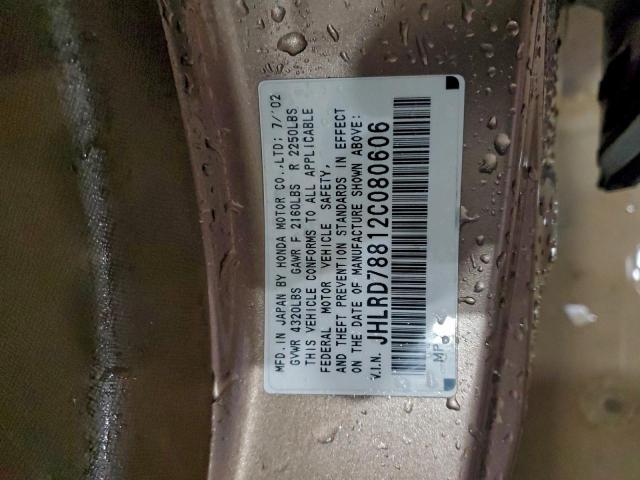 MFD. IN JAPAN BY HONDA MOTOR CO.,LTD: 7/'02
GVWR 4320LBS GAWR F 2160LBS R 2250LBS
THIS VEHICLE CONFORMS TO ALL APPLICABLE
FEDERAL MOTOR VEHICLE SAFETY,
AND THEFT PREVENTION STANDARDS IN EFFECT
ON THE DATE OF MANUFACTURE SHOWN ABOVE:
V.I.N. JHLRD78812C080606
MPV